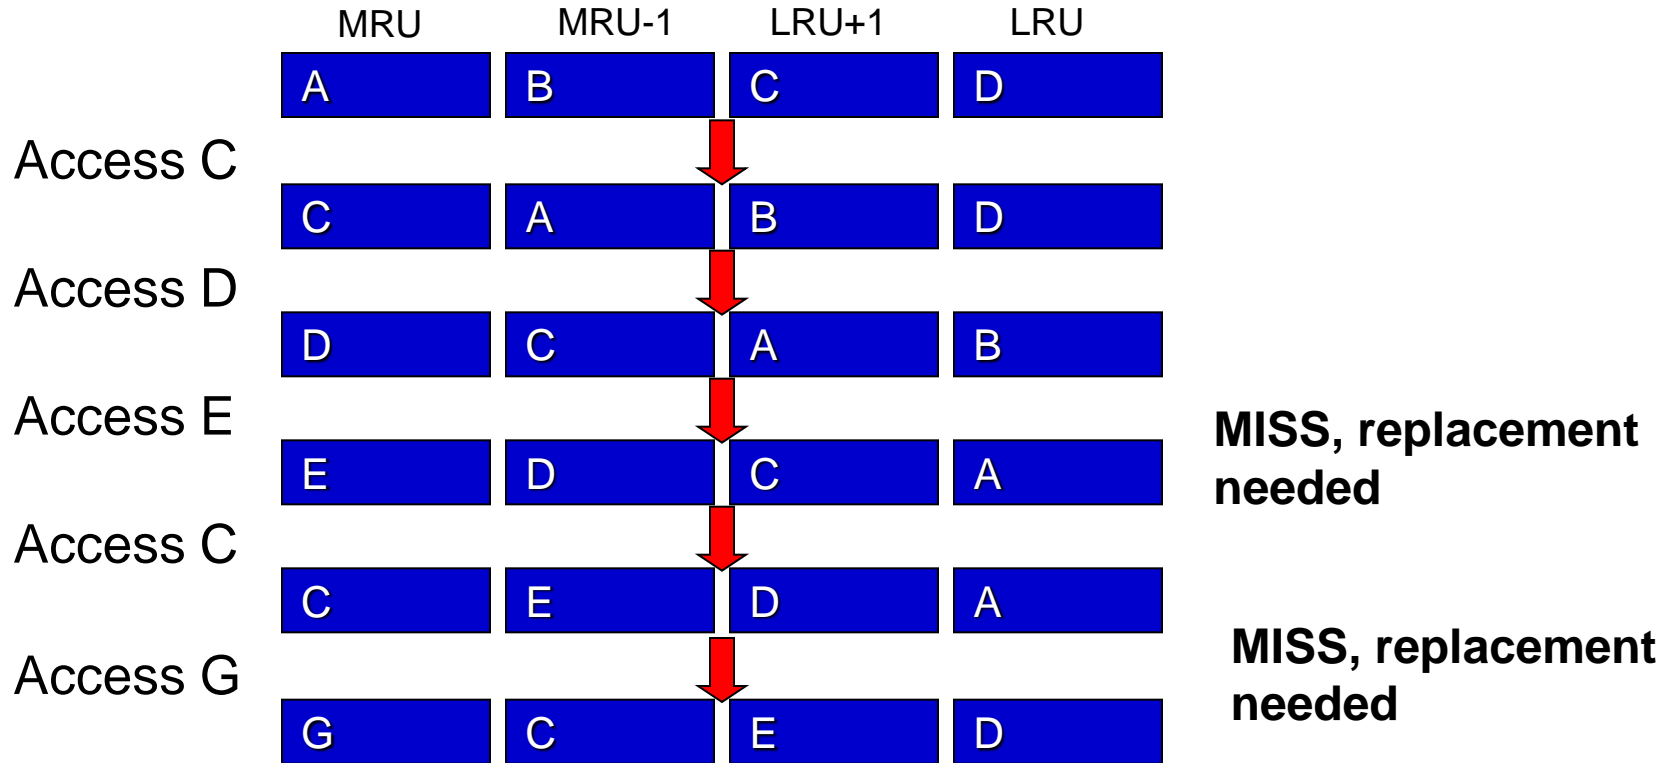 MRU MRU-1 LRU+1 LRU
A B C D
Access C
C A B D
Access D
D C A B
Access E
MISS, replacement
needed
E D C A
Access C
C E D A
Access G
MISS, replacement
needed
G C E D